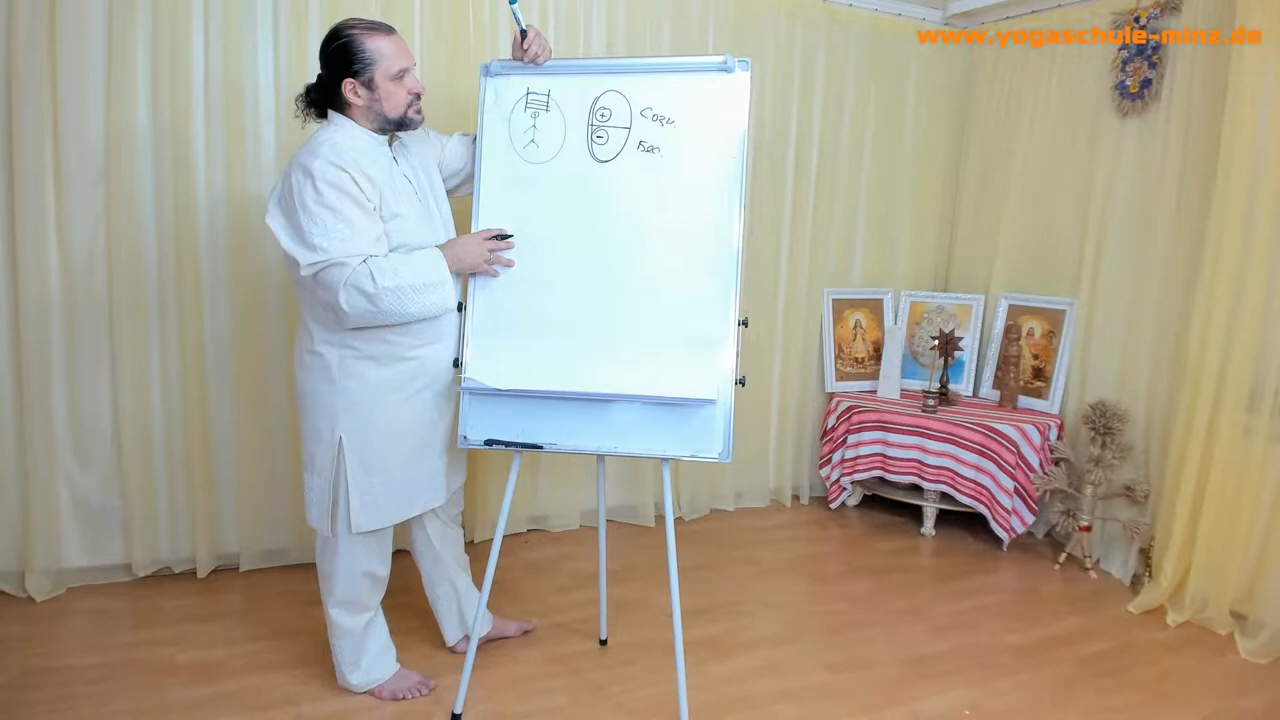 www.yogaschule-minz.de
+
Созн.
−